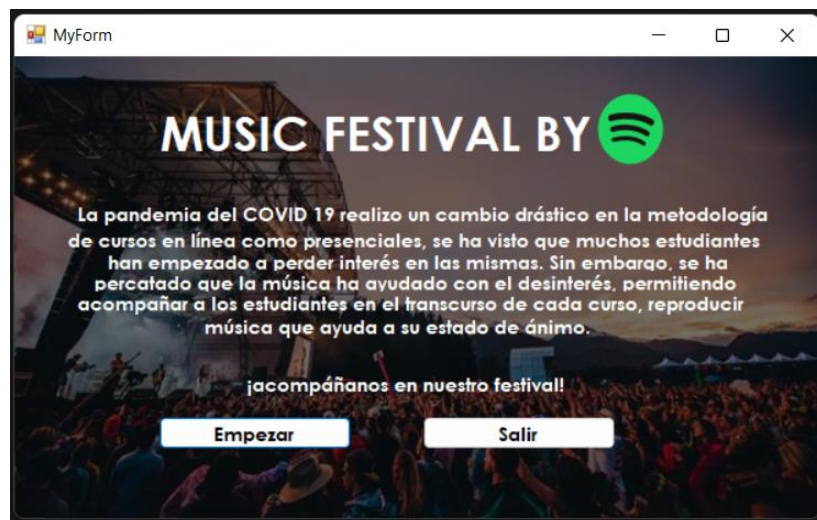 MyForm
MUSIC FESTIVAL BY
La pandemia del COVID 19 realizo un cambio drástico en la metodología
de cursos en línea como presenciales, se ha visto que muchos estudiantes
han empezado a perder interés en las mismas. Sin embargo, se ha
percatado que la música ha ayudado con el desinterés, permitiendo
acompañar a los estudiantes en el transcurso de cada curso, reproducir
música que ayuda a su estado de ánimo.
¡acompáñanos en nuestro festival!
Empezar
Salir